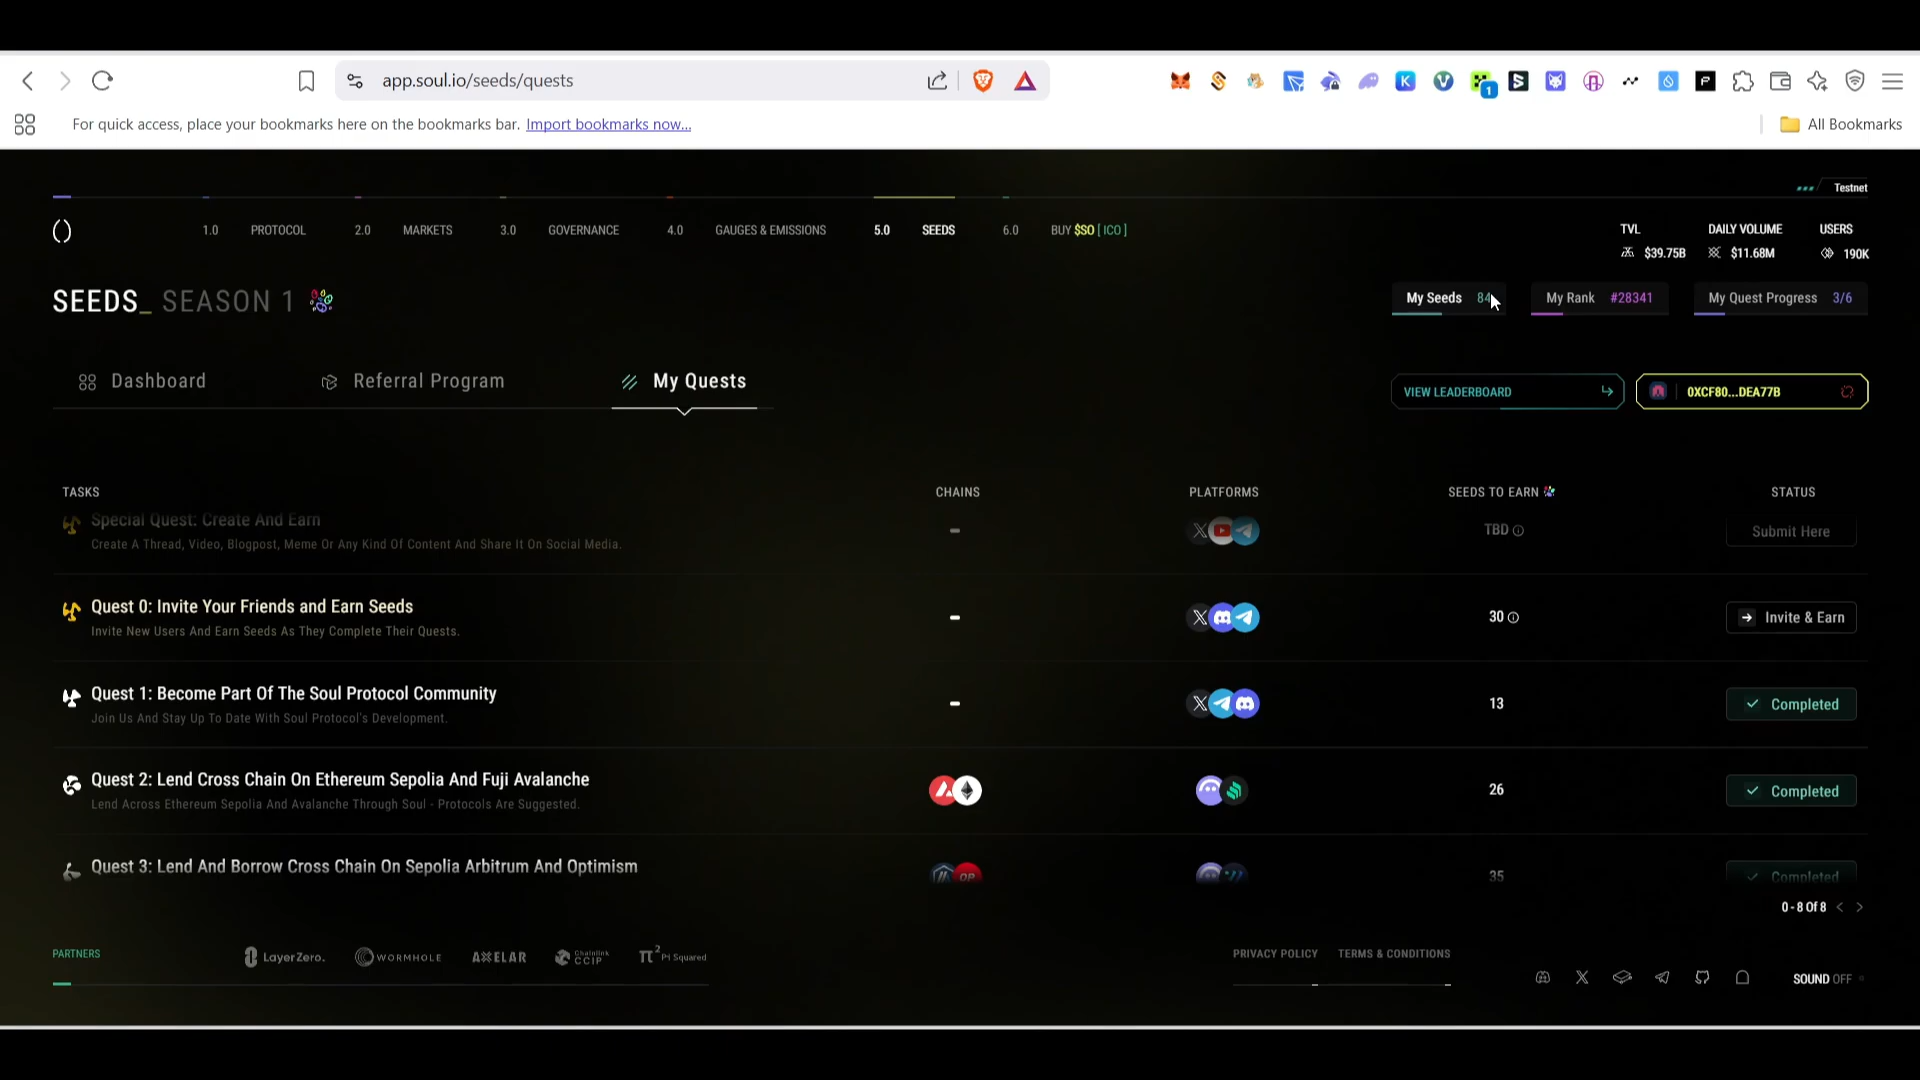 app.soul.io/seeds/quests
1
For quick access, place your bookmarks here on the bookmarks bar. Import bookmarks now...
All Bookmarks
Testnet
1.0 PROTOCOL 2.0 MARKETS 3.0 GOVERNANCE 4.0 GAUGES & EMISSIONS 5.0 SEEDS 6.0 BUY $SO [ ICO ]
TVL DAILY VOLUME USERS
$39.75B $11.68M 190K
SEEDS_ SEASON 1
My Seeds 84 My Rank #28341 My Quest Progress 3/6
Dashboard Referral Program My Quests
VIEW LEADERBOARD 0XCF80...DEA77B
TASKS CHAINS PLATFORMS SEEDS TO EARN STATUS
Special Quest: Create And Earn
Create A Thread, Video, Blogpost, Meme Or Any Kind Of Content And Share It On Social Media.
TBD
Submit Here
Quest 0: Invite Your Friends and Earn Seeds
Invite New Users And Earn Seeds As They Complete Their Quests.
30
Invite & Earn
Quest 1: Become Part Of The Soul Protocol Community
Join Us And Stay Up To Date With Soul Protocol's Development.
13
Completed
Quest 2: Lend Cross Chain On Ethereum Sepolia And Fuji Avalanche
Lend Across Ethereum Sepolia And Avalanche Through Soul - Protocols Are Suggested.
26
Completed
Quest 3: Lend And Borrow Cross Chain On Sepolia Arbitrum And Optimism
OP
35
Completed
0 - 8 Of 8
PARTNERS LayerZero. WORMHOLE AXELAR Chainlink CCIP π2 Pi Squared
PRIVACY POLICY TERMS & CONDITIONS
SOUND OFF